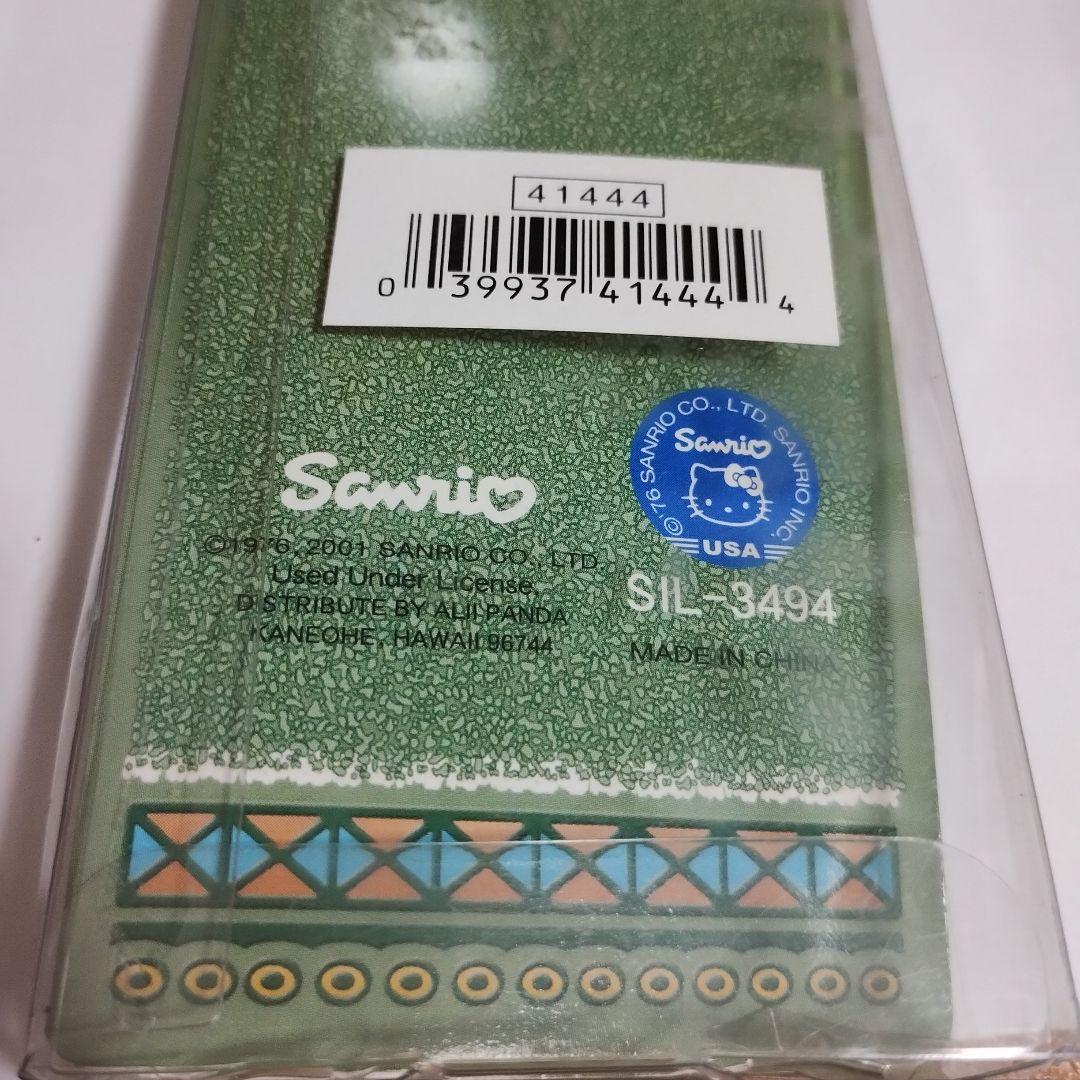 41444
0 39937 41444 4
Sanrio
©'76 SANRIO CO., LTD. SANRIO INC.
Sanrio
USA
©1976, 2001 SANRIO CO., LTD.
Used Under License,
DISTRIBUTE BY ALII PANDA
KANEOHE, HAWAII 96744
SIL-3494
MADE IN CHINA